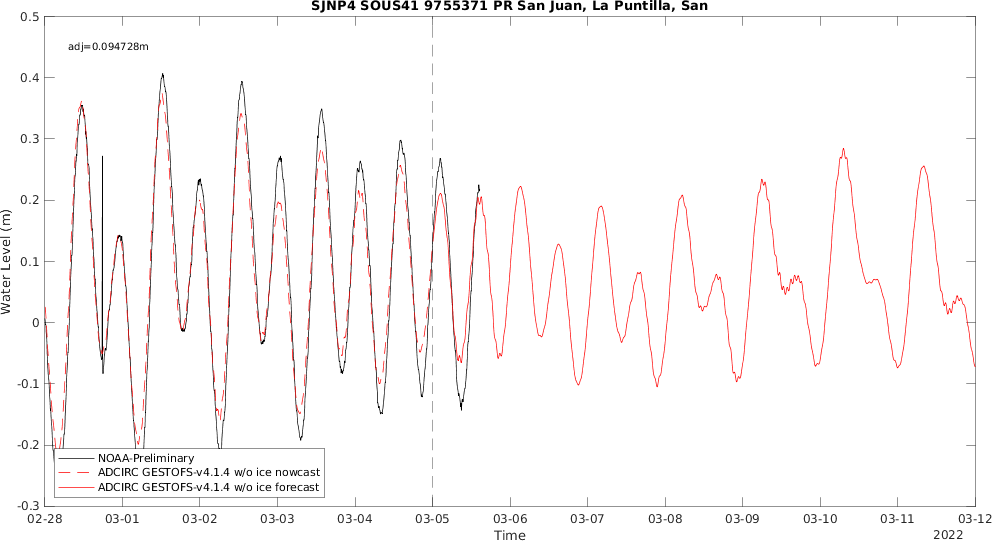 SJNP4 SOUS41 9755371 PR San Juan, La Puntilla, San
adj=0.094728m
Water Level (m)
0.5
0.4
0.3
0.2
0.1
0
-0.1
-0.2
-0.3
NOAA-Preliminary
ADCIRC GESTOFS-v4.1.4 w/o ice nowcast
ADCIRC GESTOFS-v4.1.4 w/o ice forecast
02-28 03-01 03-02 03-03 03-04 03-05 03-06 03-07 03-08 03-09 03-10 03-11 03-12
Time
2022